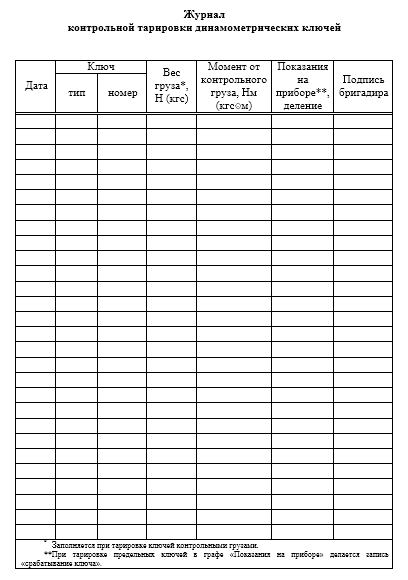 Журнал
контрольной тарировки динамометрических ключей
Дата
Ключ
тип
номер
Вес
груза*,
Н (кгс)
Момент от
контрольного
груза, Нм
(кгс○м)
Показания
на
приборе**,
деление
Подпись
бригадира
* Заполняется при тарировке ключей контрольными грузами.
**При тарировке предельных ключей в графе «Показания на приборе» делается запись
«срабатывание ключа».